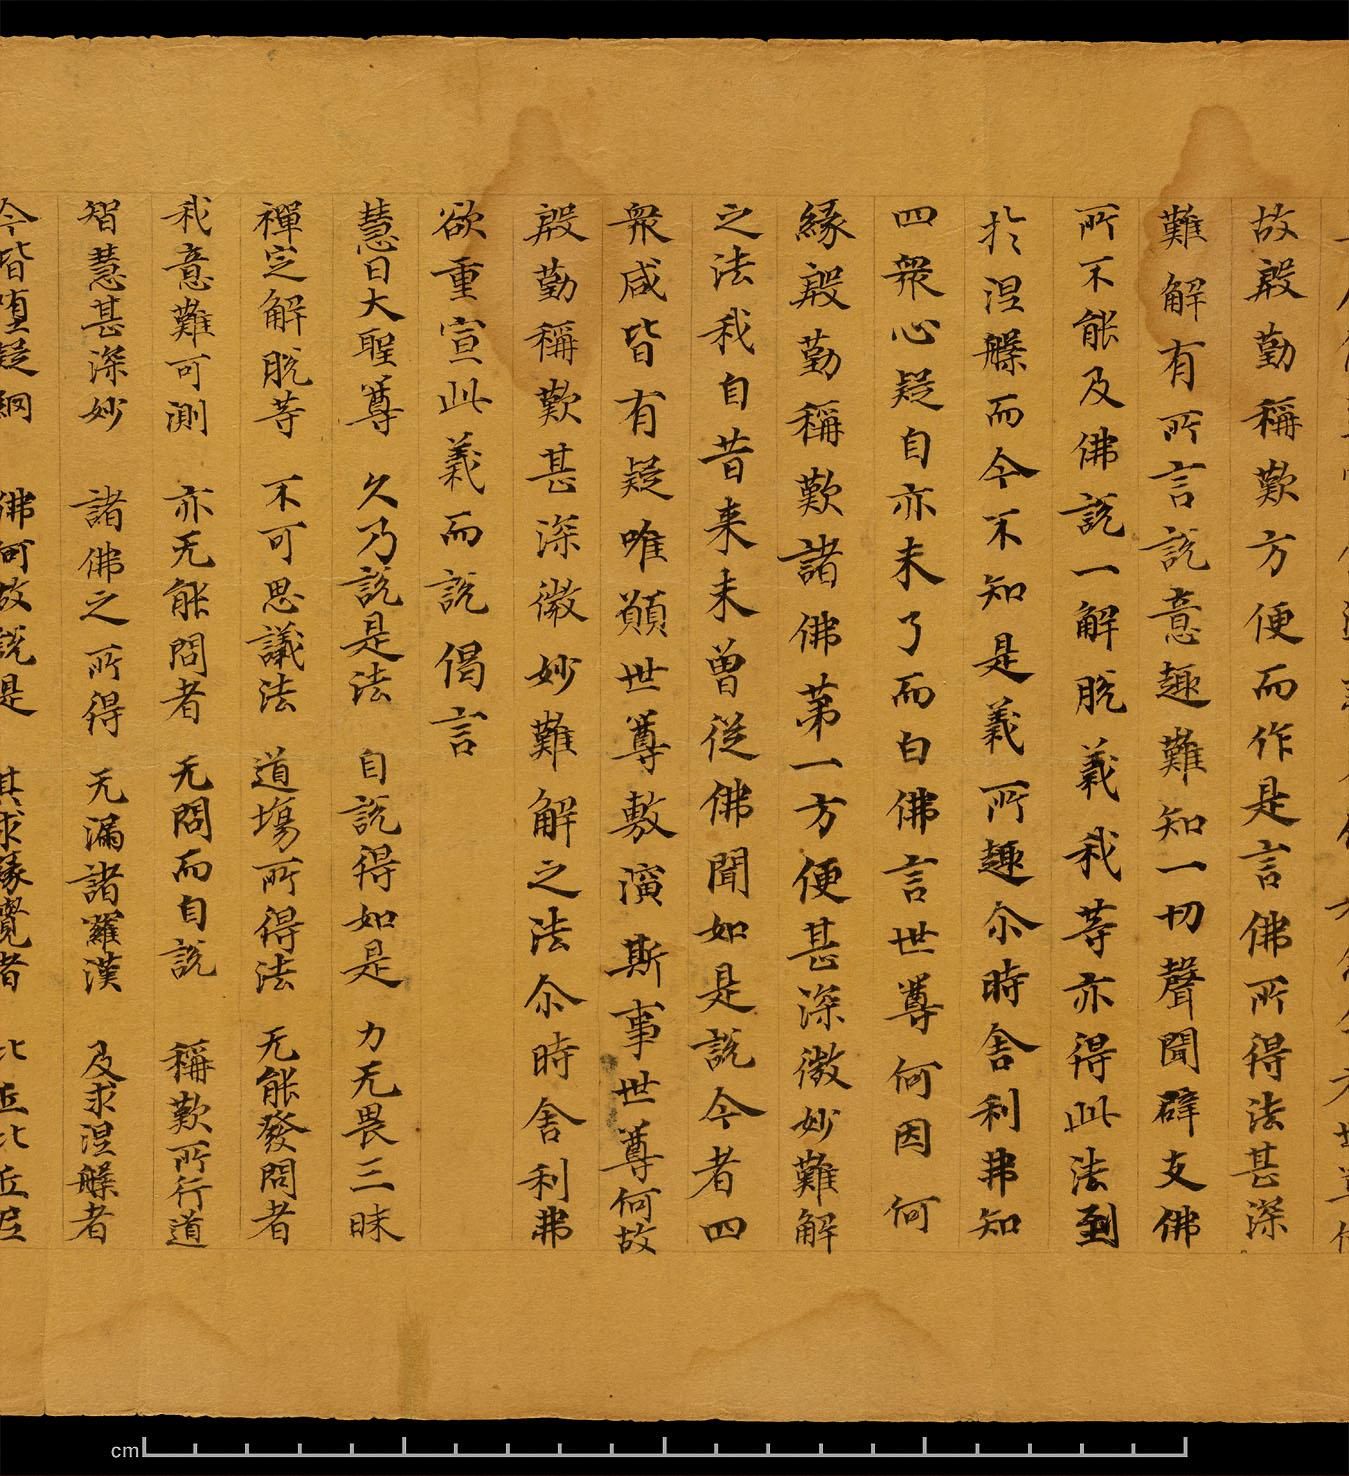 故殷勤稱歎方便而作是言佛所得法甚深
難解有所言說意趣難知一切聲聞辟支佛
所不能及佛說一解脫義我等亦得此法到
於涅槃而今不知是義所趣尒時舍利弗知
四衆心疑自亦未了而白佛言世尊何因何
緣殷勤稱歎諸佛第一方便甚深微妙難解
之法我自昔来未曾從佛聞如是說今者四
衆咸皆有疑唯願世尊敷演斯事世尊何故
殷勤稱歎甚深微妙難解之法尒時舍利弗
欲重宣此義而說偈言
慧日大聖尊 久乃說是法 自說得如是 力无畏三昧
禪定解脫等 不可思議法 道場所得法 无能發問者
我意難可測 亦无能問者 无問而自說 稱歎所行道
智慧甚深妙 諸佛之所得 无漏諸羅漢 及求涅槃者
今皆墮疑網 佛何故說是 其求緣覺者 比丘比丘尼
cm